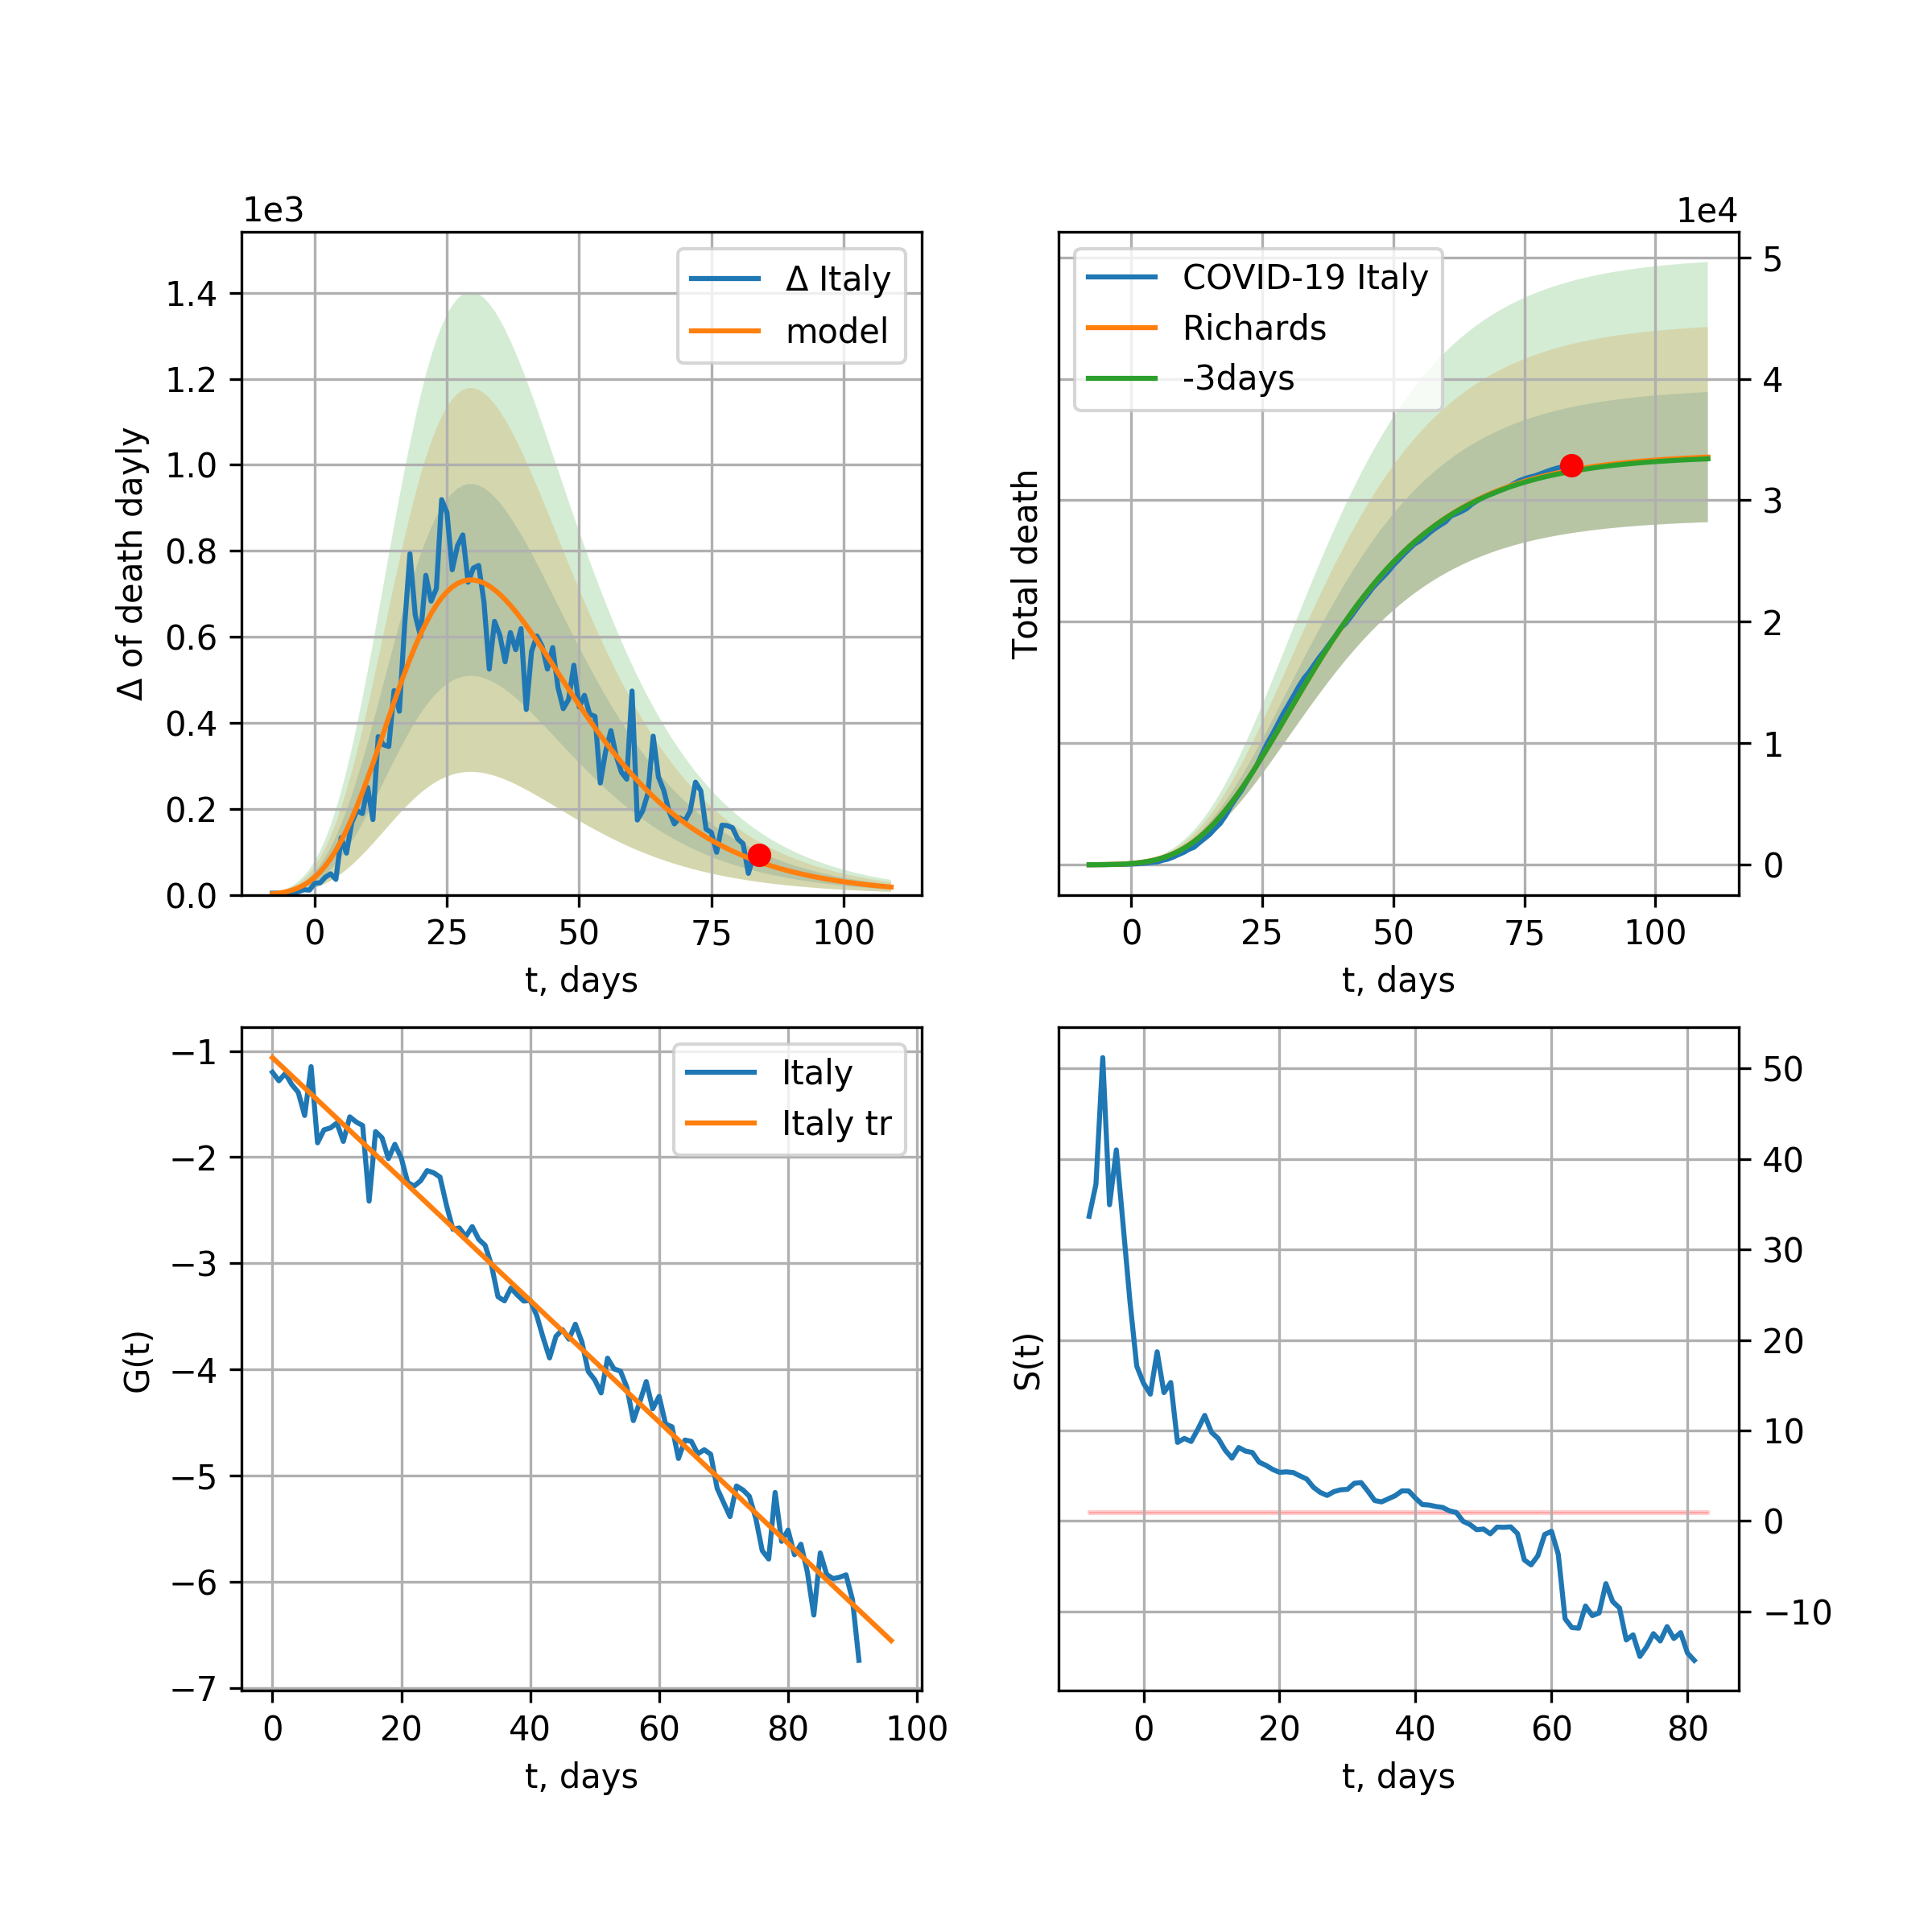 1e3
1.4
1.2
1.0
0.8
0.6
0.4
0.2
0.0
Δ of death dayly
Δ Italy
model
0 25 50 75 100
t, days
1e4
5
4
3
2
1
0
Total death
COVID-19 Italy
Richards
-3days
0 25 50 75 100
t, days
−1
−2
−3
−4
−5
−6
−7
G(t)
Italy
Italy tr
0 20 40 60 80 100
t, days
50
40
30
20
10
0
−10
S(t)
0 20 40 60 80
t, days